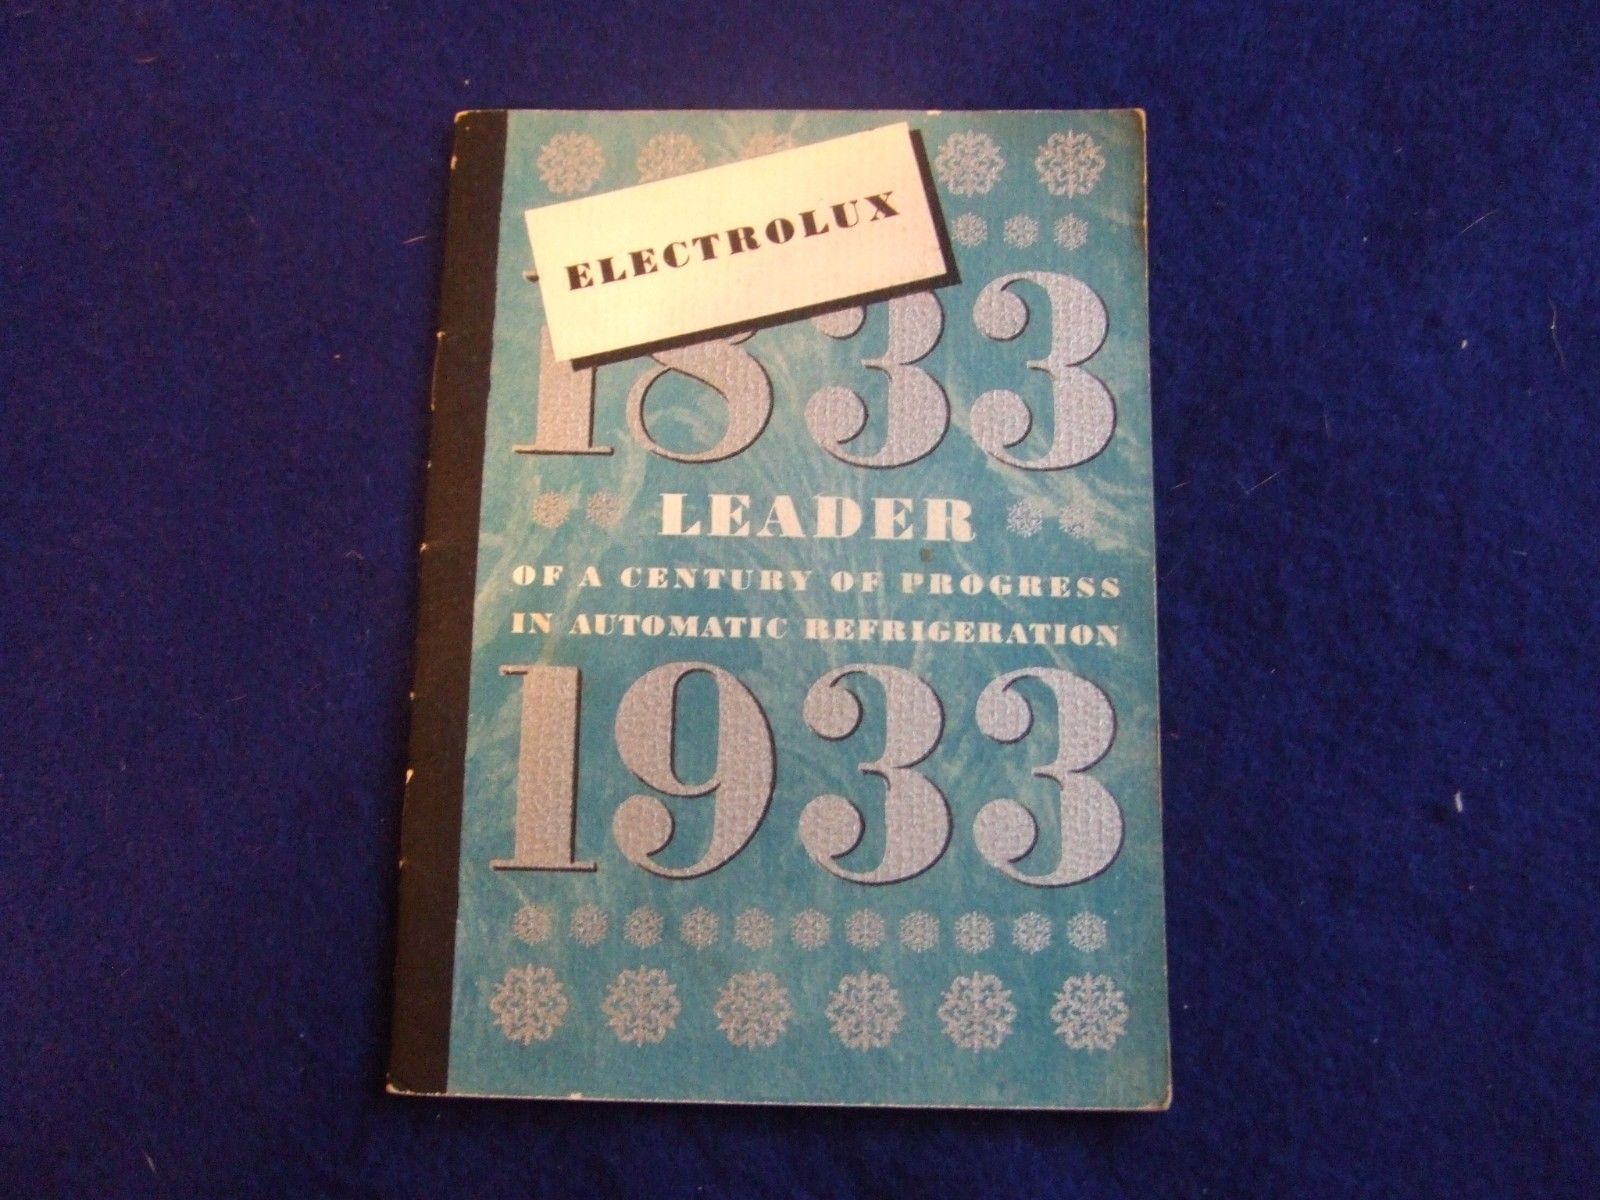 ELECTROLUX
1833
LEADER
OF A CENTURY OF PROGRESS
IN AUTOMATIC REFRIGERATION
1933